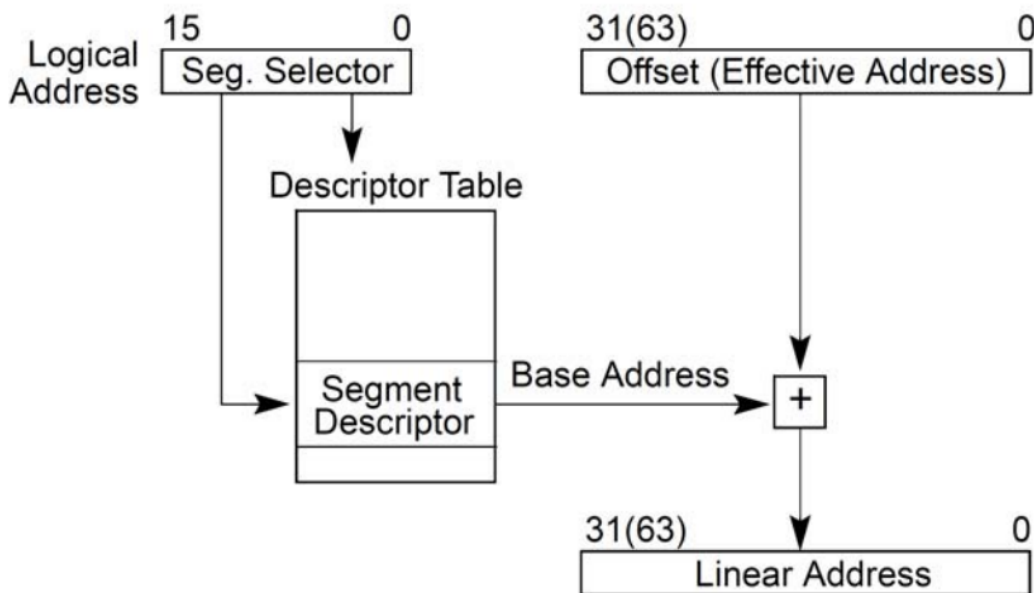 15 0
31(63) 0
Logical
Address
Seg. Selector
Offset (Effective Address)
Descriptor Table
Segment
Descriptor
Base Address
+
31(63) 0
Linear Address